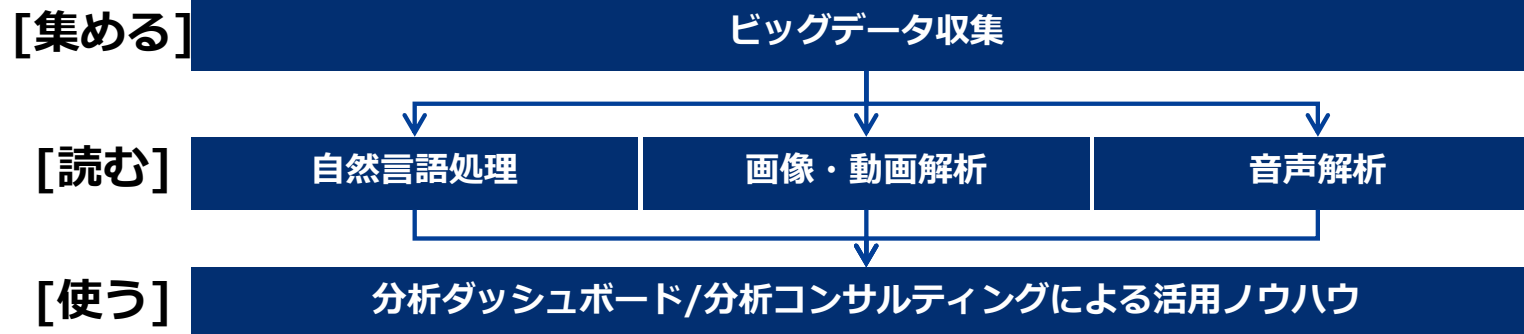 [集める]
ビッグデータ収集
[読む]
自然言語処理
画像・動画解析
音声解析
[使う]
分析ダッシュボード/分析コンサルティングによる活用ノウハウ